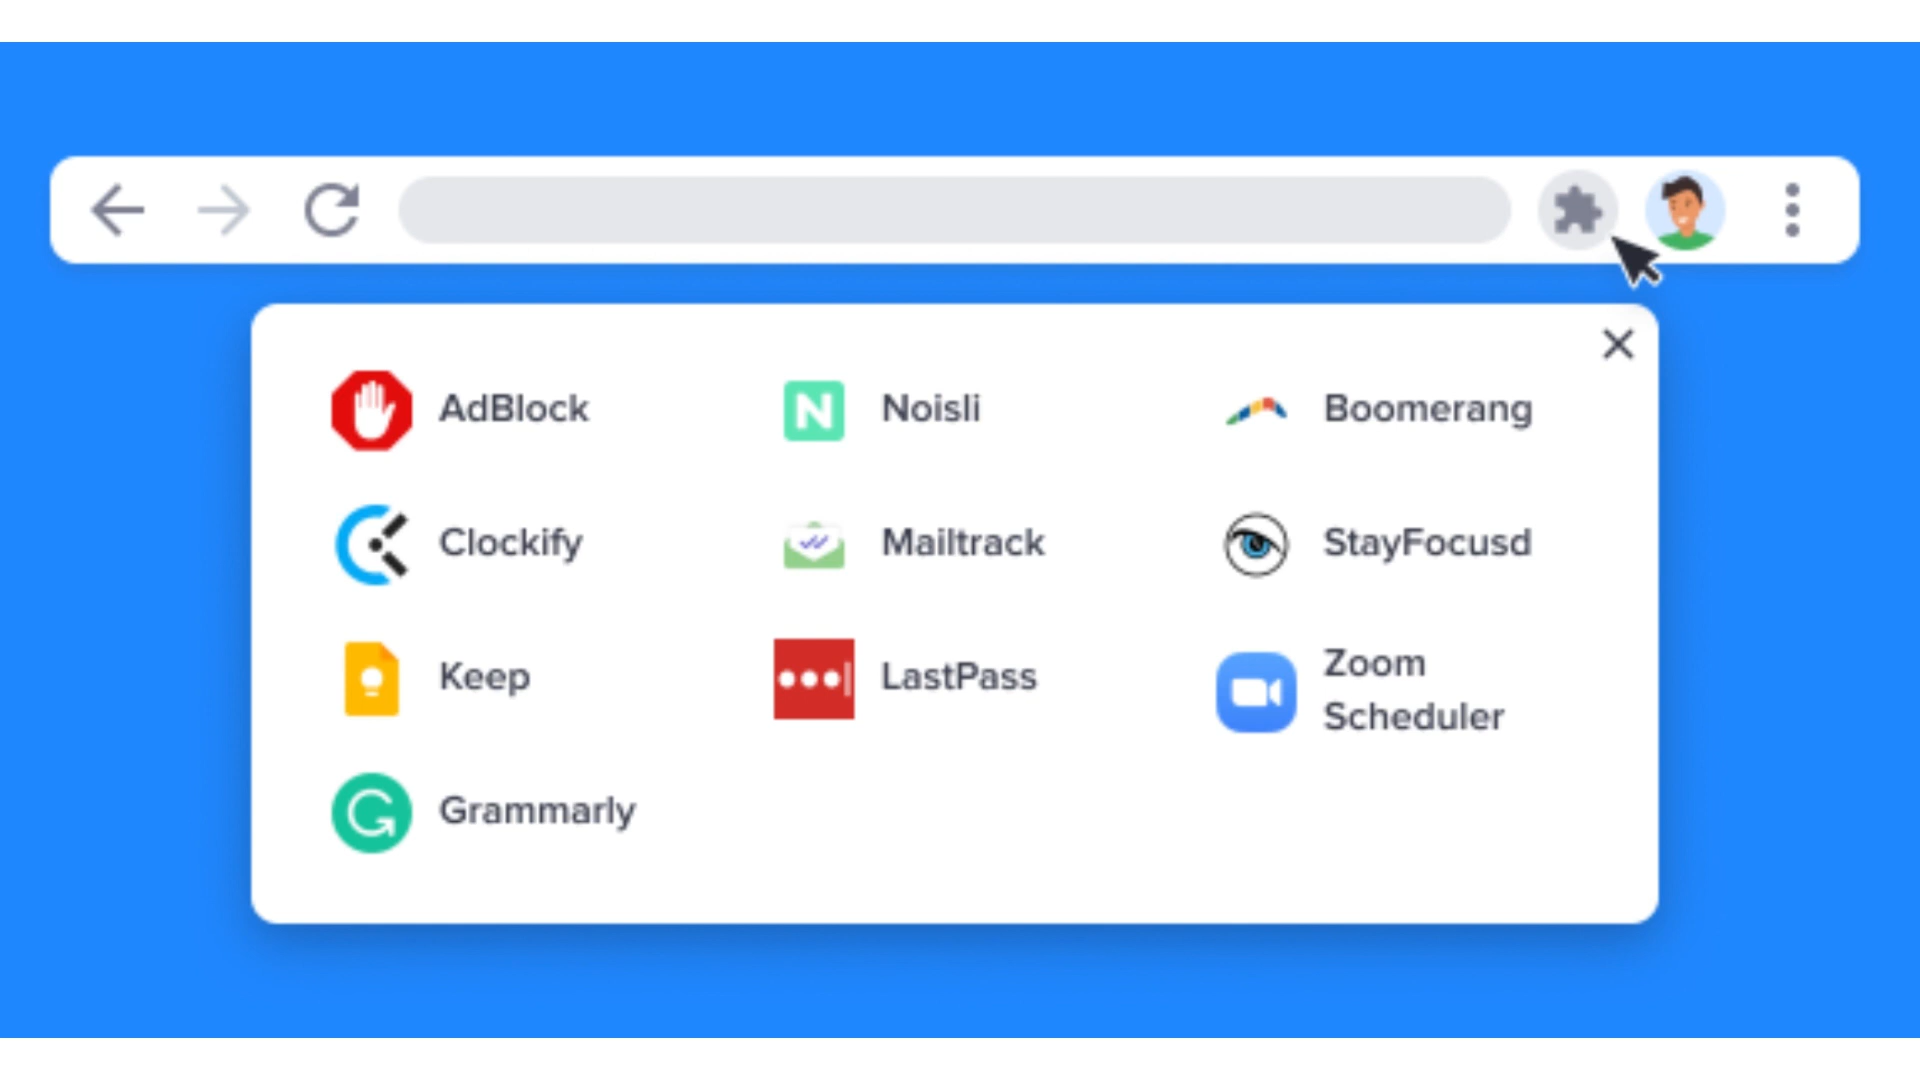 AdBlock
Noisli
Boomerang
Clockify
Mailtrack
StayFocusd
Keep
LastPass
Zoom
Scheduler
Grammarly